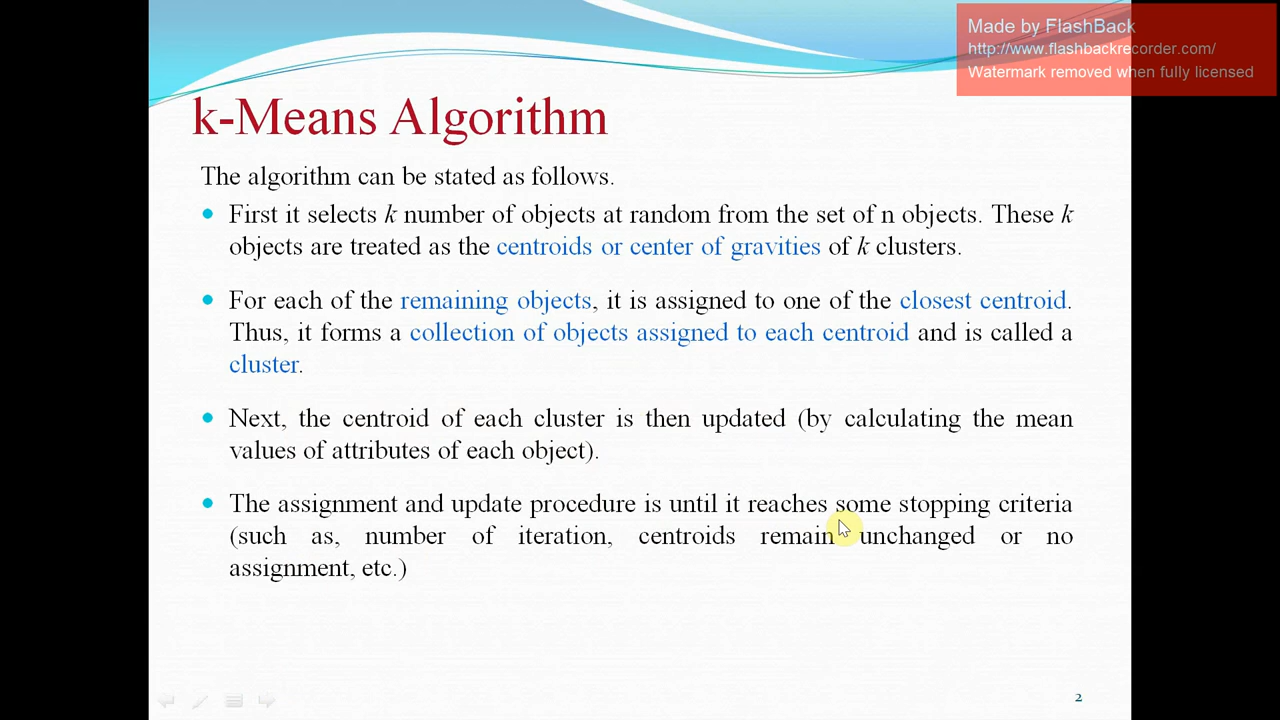 Made by FlashBack
http://www.flashbackrecorder.com/
Watermark removed when fully licensed
k-Means Algorithm
The algorithm can be stated as follows.
First it selects k number of objects at random from the set of n objects. These k
objects are treated as the centroids or center of gravities of k clusters.
For each of the remaining objects, it is assigned to one of the closest centroid.
Thus, it forms a collection of objects assigned to each centroid and is called a
cluster.
Next, the centroid of each cluster is then updated (by calculating the mean
values of attributes of each object).
The assignment and update procedure is until it reaches some stopping criteria
(such as, number of iteration, centroids remain unchanged or no
assignment, etc.)
2